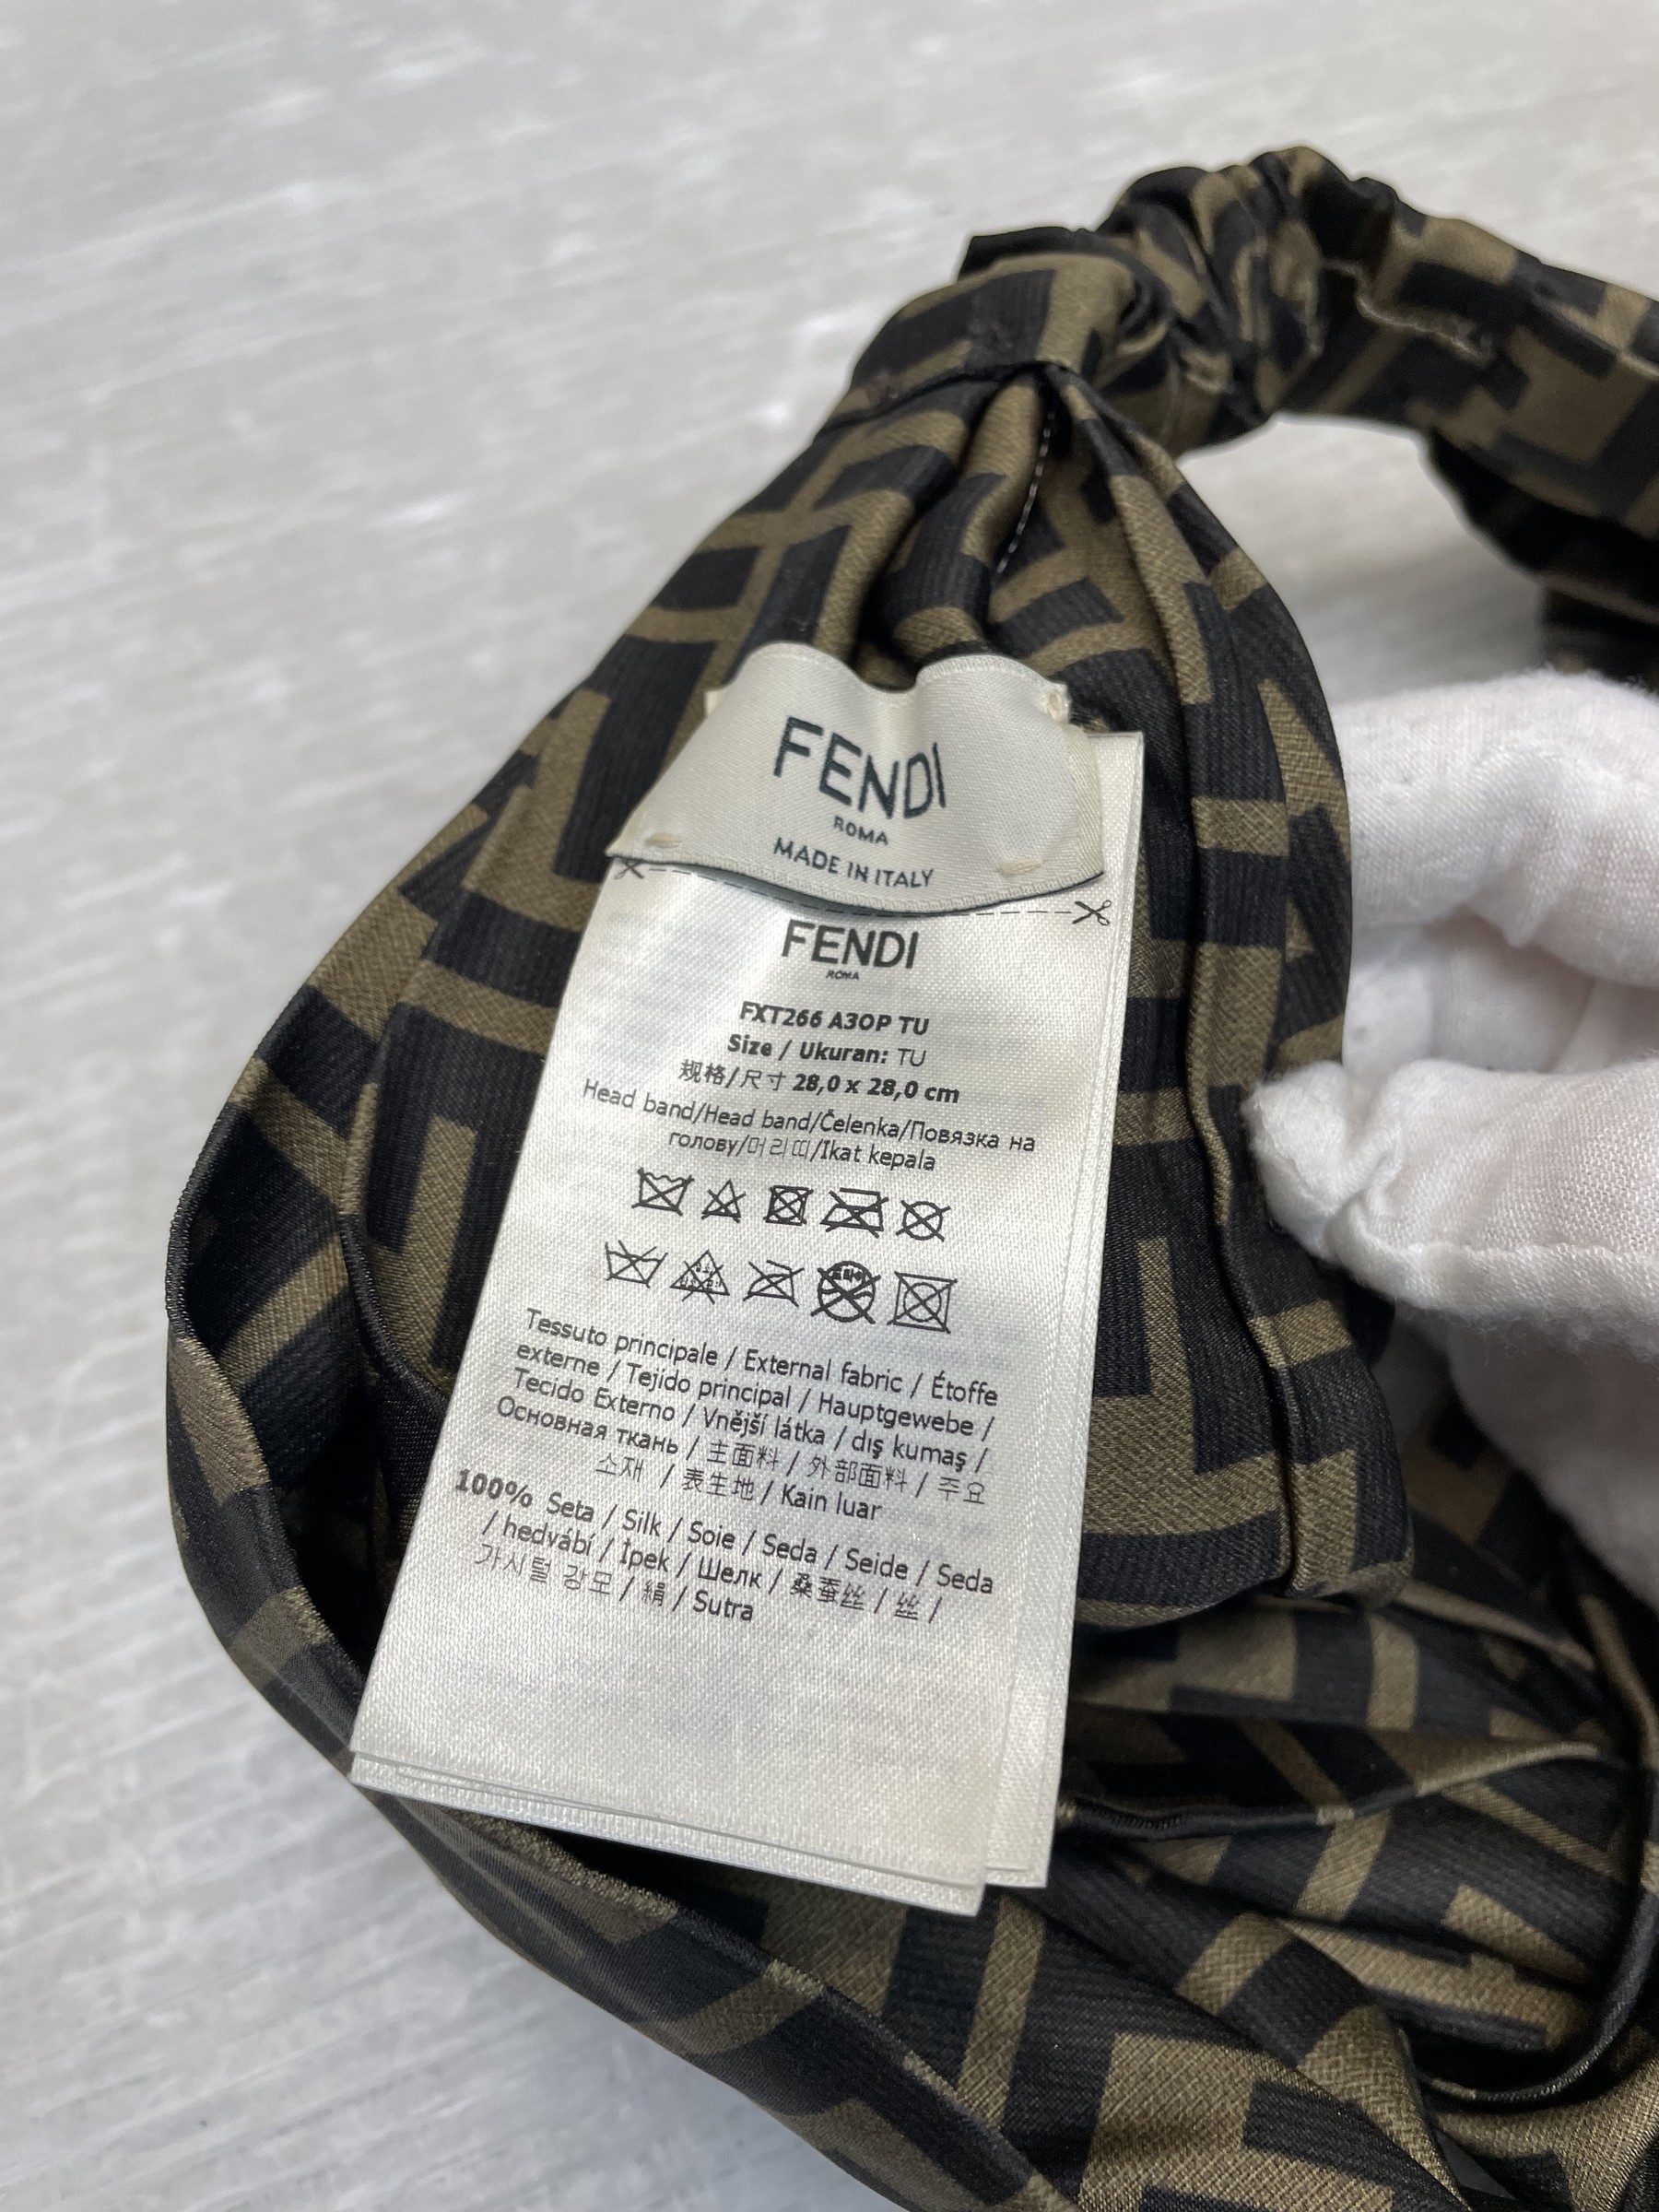 FENDI
ROMA
MADE IN ITALY
FENDI
ROMA
FXT266 A3OP TU
Size / Ukuran: TU
规格/尺寸 28,0 x 28,0 cm
Head band/Head band/Čelenka/Повязка на
голову/머리띠/Ikat kepala
Tessuto principale / External fabric / Étoffe
externe / Tejido principal / Hauptgewebe /
Tecido Externo / Vnější látka / dış kumaş /
Основная ткань / 主面料 / 外部面料 / 주요
소재 / 表生地 / Kain luar
100% Seta / Silk / Soie / Seda / Seide / Seda
/ hedvábí / İpek / Шелк / 桑蚕丝 / 丝 /
가시털 강모 / 絹 / Sutra